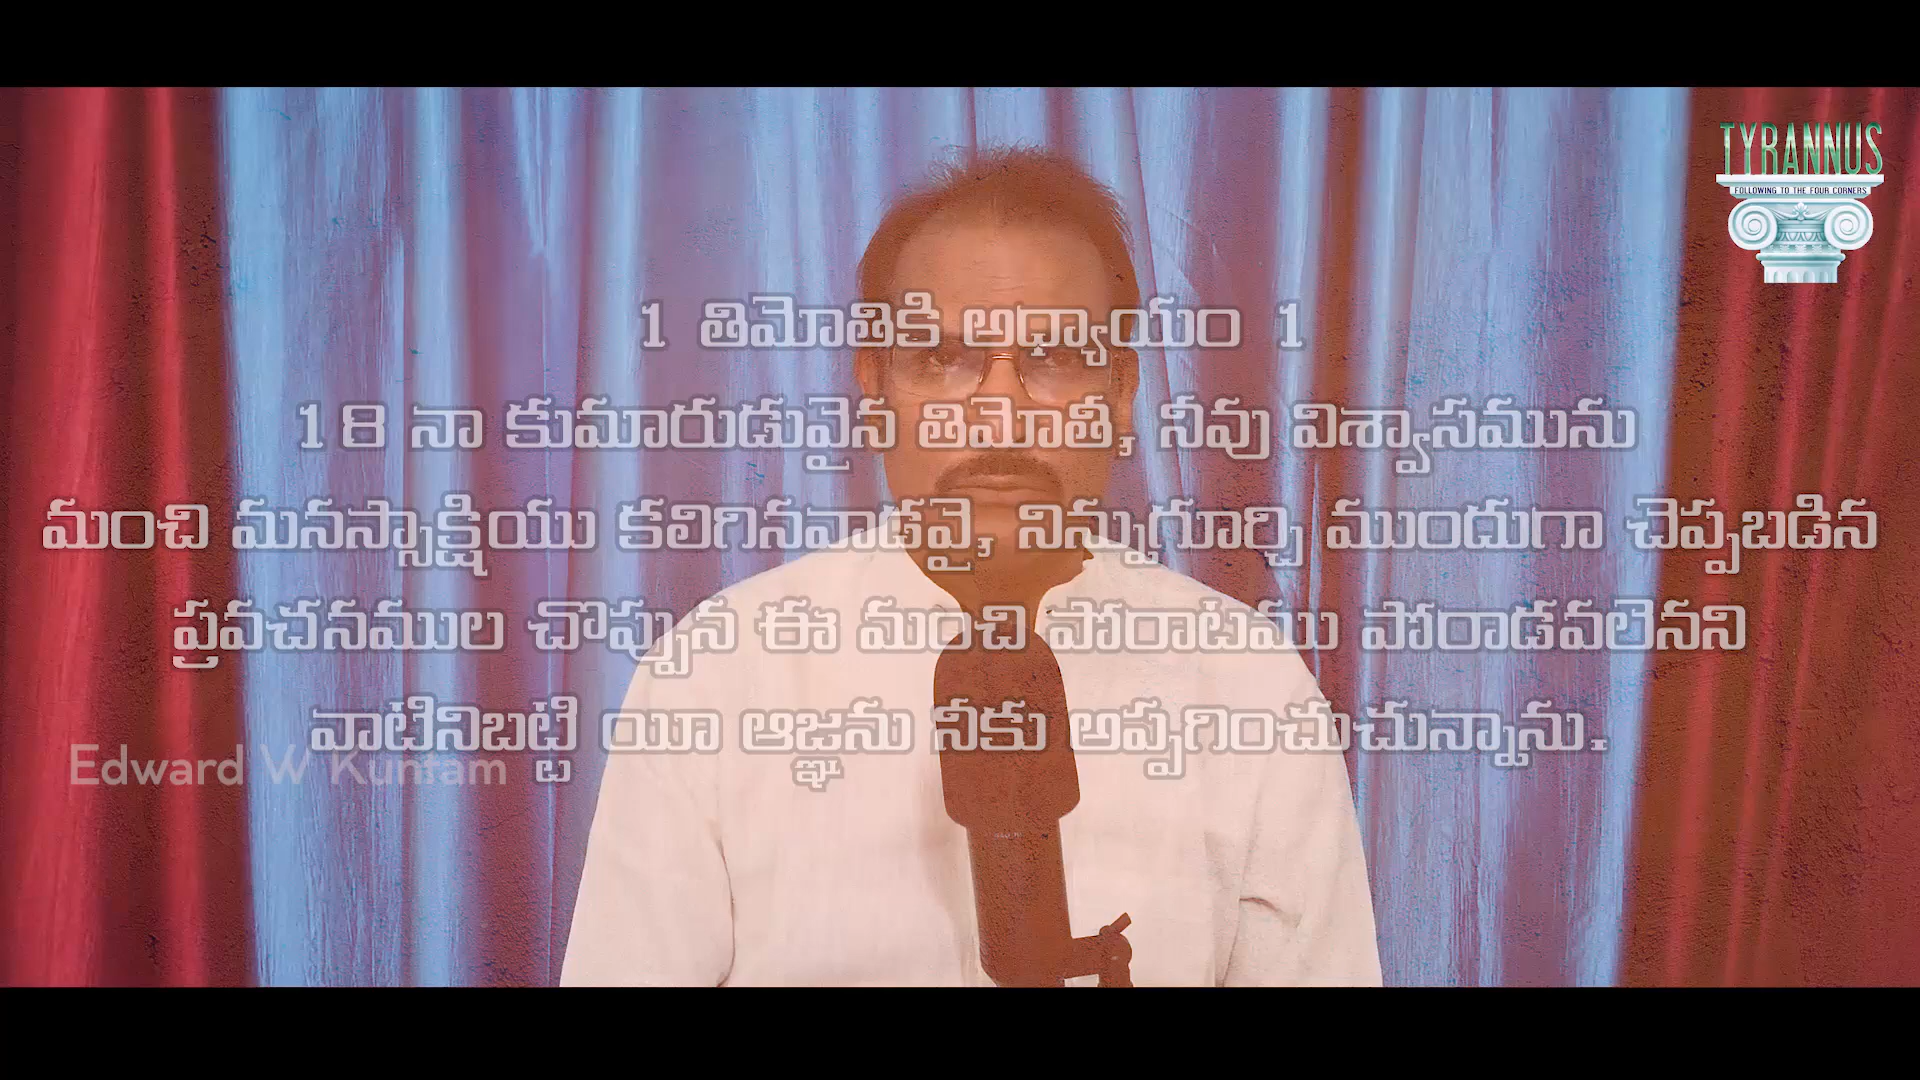 TYRANNUS
FOLLOWING TO THE FOUR CORNERS
1 తిమోతికి అధ్యాయం 1
18 నా కుమారుడువైన తిమోతీ, నీవు విశ్వాసమును
మంచి మనస్సాక్షియు కలిగినవాడవై, నిన్నుగూర్చి ముందుగా చెప్పబడిన
ప్రవచనముల చొప్పున ఈ మంచి పోరాటము పోరాడవలెనని
వాటినిబట్టి యీ ఆజ్ఞను నీకు అప్పగించుచున్నాను.
Edward W Kuntam